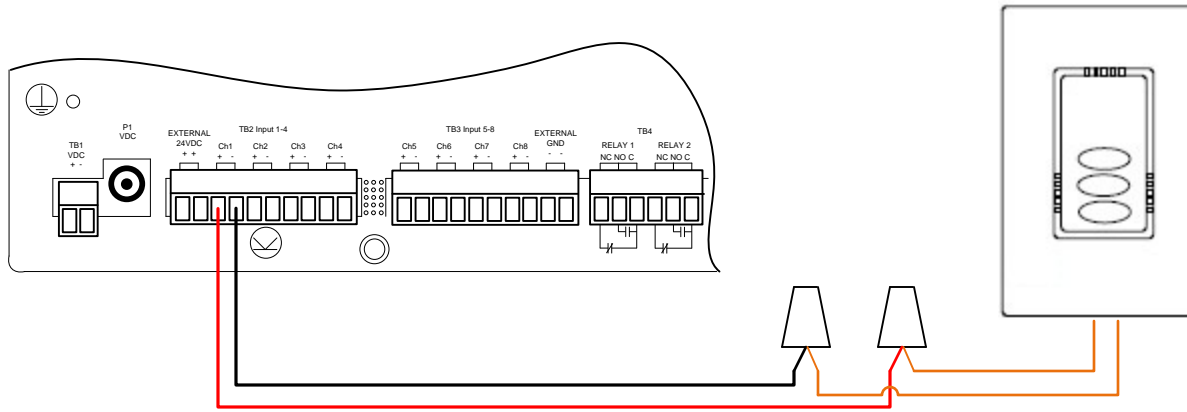 TB1
VDC
+ -
P1
VDC
EXTERNAL
24VDC
+ +
TB2 Input 1-4
Ch1
+ -
Ch2
+ -
Ch3
+ -
Ch4
+ -
TB3 Input 5-8
Ch5
+ -
Ch6
+ -
Ch7
+ -
Ch8
+ -
EXTERNAL
GND
- -
TB4
RELAY 1
NC NO C
RELAY 2
NC NO C